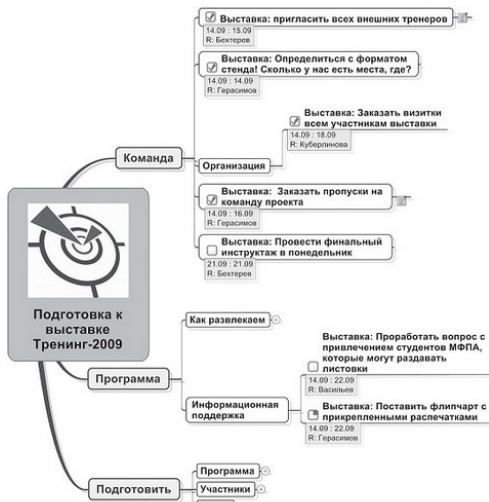 Выставка: пригласить всех внешних тренеров
14.09 : 15.09
R: Бехтеров
Выставка: Определиться с форматом
стенда! Сколько у нас есть места, где?
14.09 : 14.09
R: Герасимов
Выставка: Заказать визитки
всем участникам выставки
14.09 : 18.09
R: Куберлинова
Команда
Организация
Выставка: Заказать пропуски на
команду проекта
14.09 : 16.09
R: Герасимов
Выставка: Провести финальный
инструктаж в понедельник
21.09 : 21.09
R: Бехтерев
Подготовка к
выставке
Тренинг-2009
Как развлекаем
Программа
Выставка: Проработать вопрос с
привлечением студентов МФПА,
которые могут раздавать
листовки
14.09 : 22.09
R: Васильев
Информационная
поддержка
Выставка: Поставить флипчарт с
прикрепленными распечатками
14.09 : 22.09
R: Герасимов
Подготовить
Программа
Участники